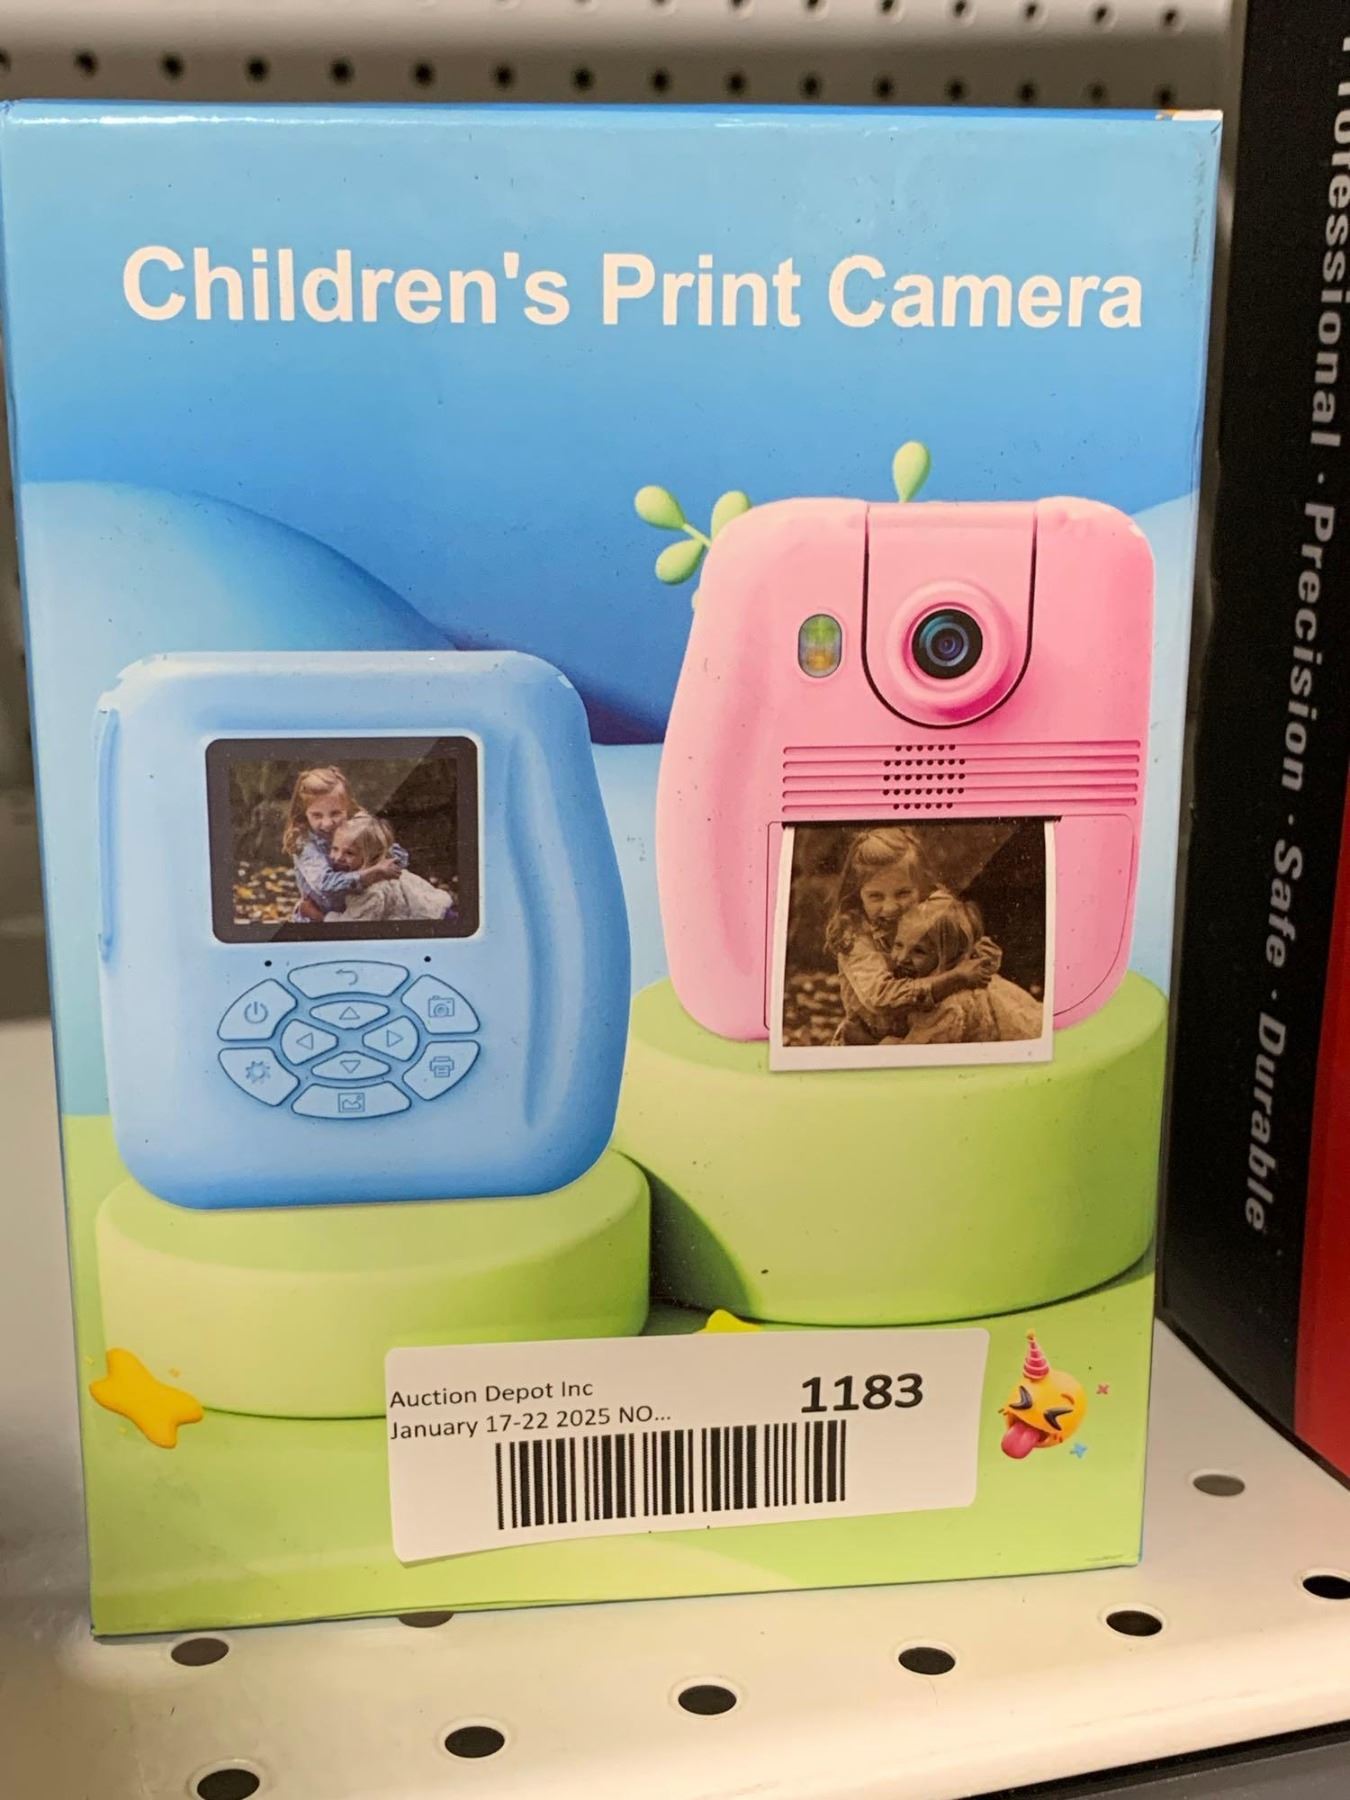 Children's Print Camera
Auction Depot Inc
January 17-22 2025 NO...
1183
Professional · Precision · Safe · Durable